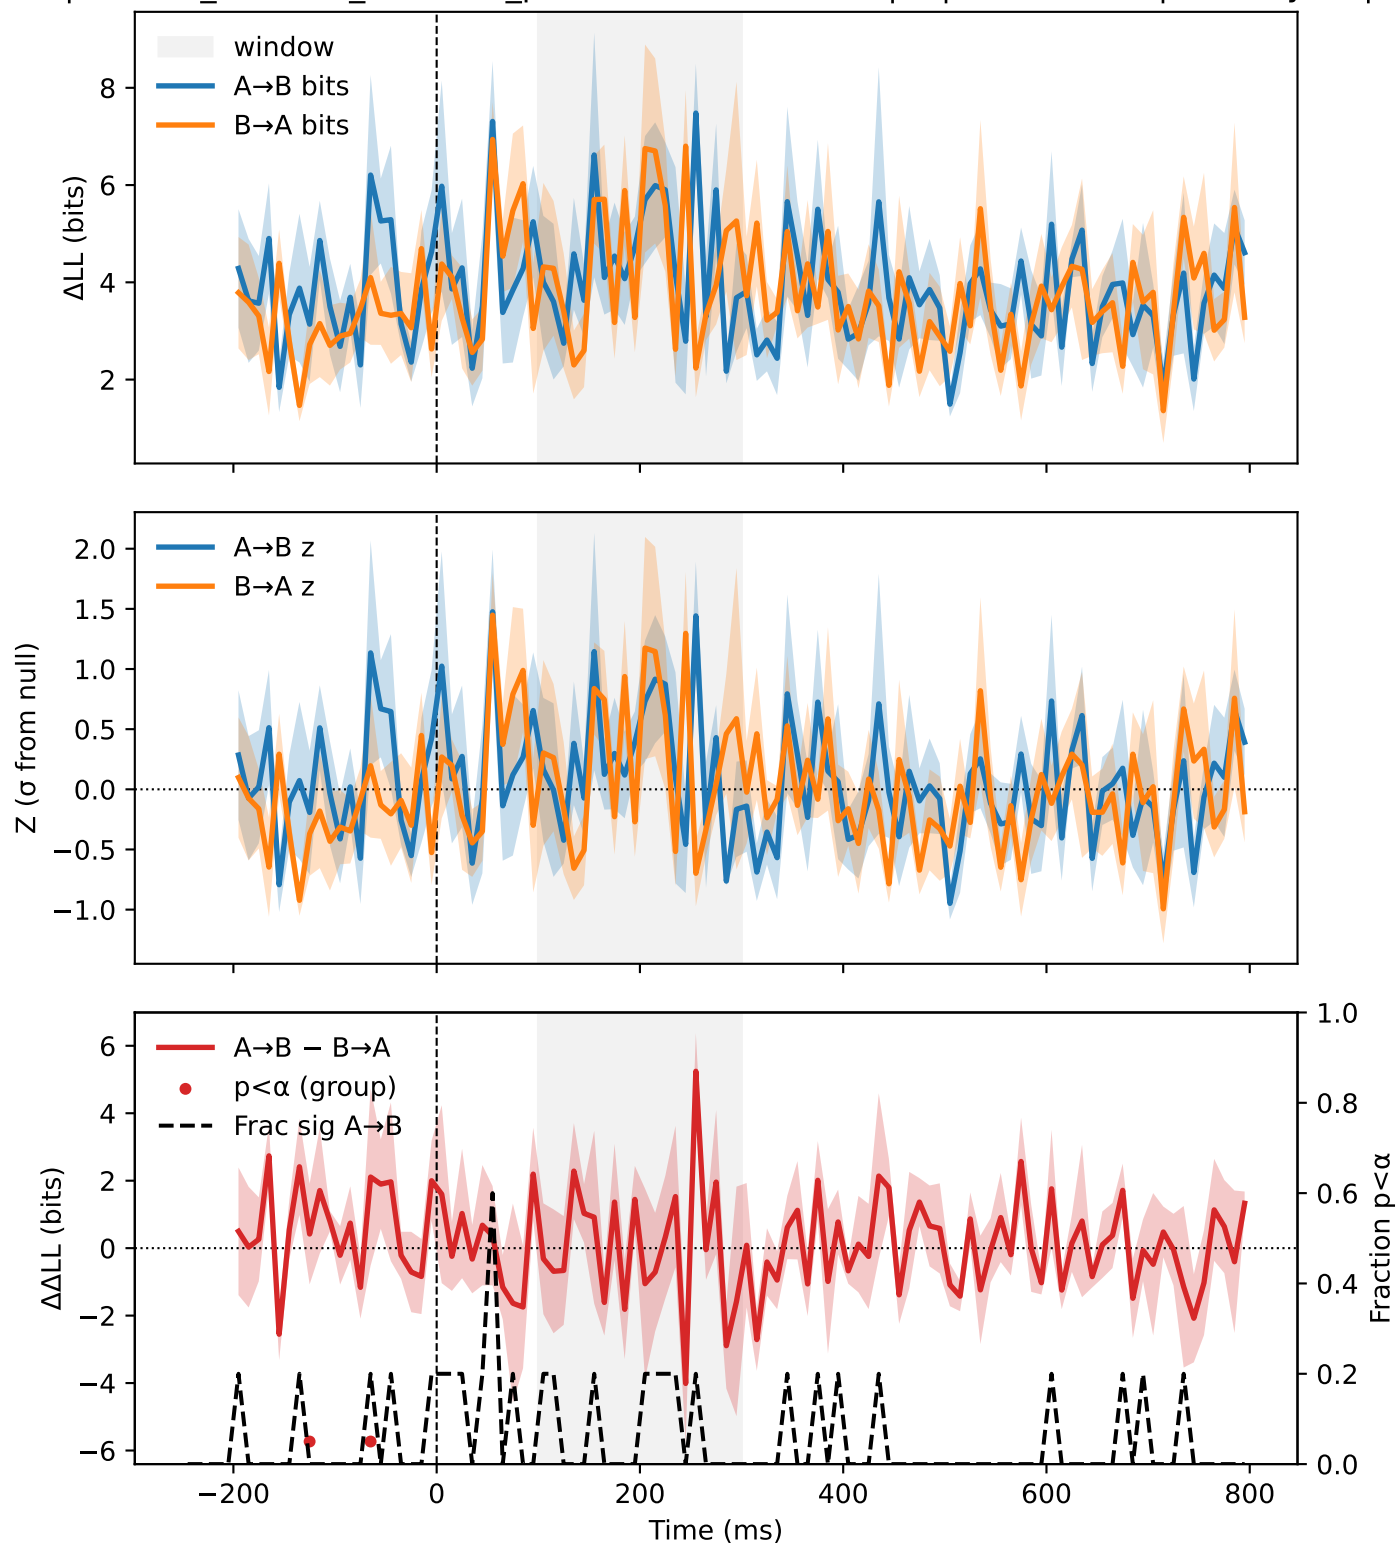 window
A→B bits
B→A bits
ΔLL (bits)
8
6
4
2
A→B z
B→A z
Z (σ from null)
2.0
1.5
1.0
0.5
0.0
−0.5
−1.0
A→B − B→A
p<α (group)
Frac sig A→B
ΔΔLL (bits)
6
4
2
0
−2
−4
−6
1.0
0.8
0.6
0.4
0.2
0.0
Fraction p<α
−200
0
200
400
600
800
Time (ms)